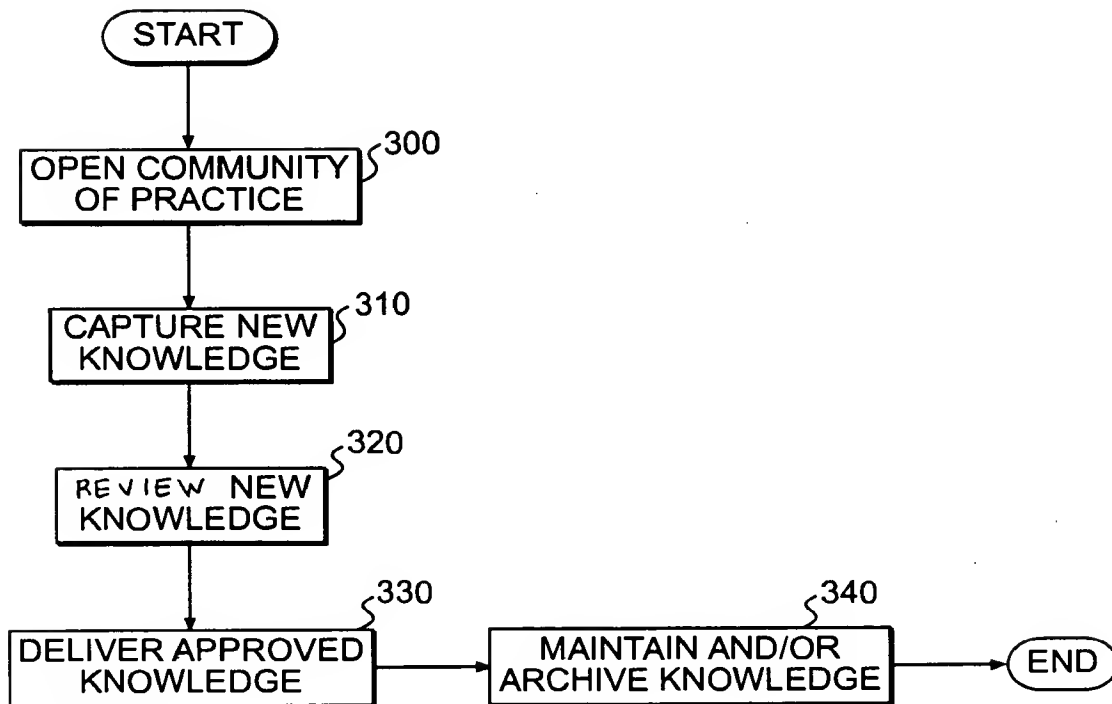 START
300
OPEN COMMUNITY
OF PRACTICE
310
CAPTURE NEW
KNOWLEDGE
320
REVIEW NEW
KNOWLEDGE
330
DELIVER APPROVED
KNOWLEDGE
340
MAINTAIN AND/OR
ARCHIVE KNOWLEDGE
END